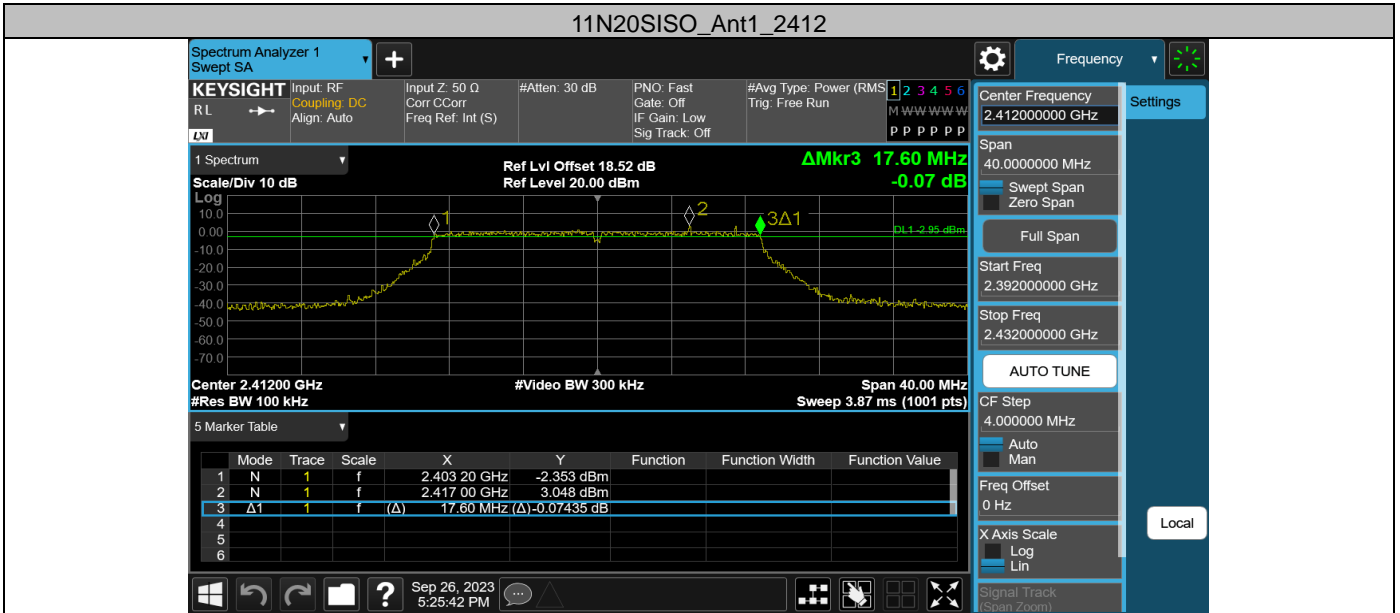 11N20SISO_Ant1_2412
Spectrum Analyzer 1
Swept SA
+
Frequency
KEYSIGHT
RL
LXI
Input: RF
Coupling: DC
Align: Auto
Input Z: 50 Ω
Corr CCorr
Freq Ref: Int (S)
#Atten: 30 dB
PNO: Fast
Gate: Off
IF Gain: Low
Sig Track: Off
#Avg Type: Power (RMS
Trig: Free Run
1 2 3 4 5 6
M W W W W W
P P P P P P
1 Spectrum
Scale/Div 10 dB
Ref Lvl Offset 18.52 dB
Ref Level 20.00 dBm
ΔMkr3 17.60 MHz
-0.07 dB
Log
10.0
0.00
-10.0
-20.0
-30.0
-40.0
-50.0
-60.0
-70.0
1
2
3Δ1
DL1 -2.95 dBm
Center 2.41200 GHz
#Res BW 100 kHz
#Video BW 300 kHz
Span 40.00 MHz
Sweep 3.87 ms (1001 pts)
5 Marker Table
Mode Trace Scale X Y Function Function Width Function Value
1 N 1 f 2.403 20 GHz -2.353 dBm
2 N 1 f 2.417 00 GHz 3.048 dBm
3 Δ1 1 f (Δ) 17.60 MHz (Δ) -0.07435 dB
4
5
6
Center Frequency
2.412000000 GHz
Span
40.0000000 MHz
Swept Span
Zero Span
Full Span
Start Freq
2.392000000 GHz
Stop Freq
2.432000000 GHz
AUTO TUNE
CF Step
4.000000 MHz
Auto
Man
Freq Offset
0 Hz
X Axis Scale
Log
Lin
Signal Track
(Span Zoom)
Settings
Local
?
Sep 26, 2023
5:25:42 PM